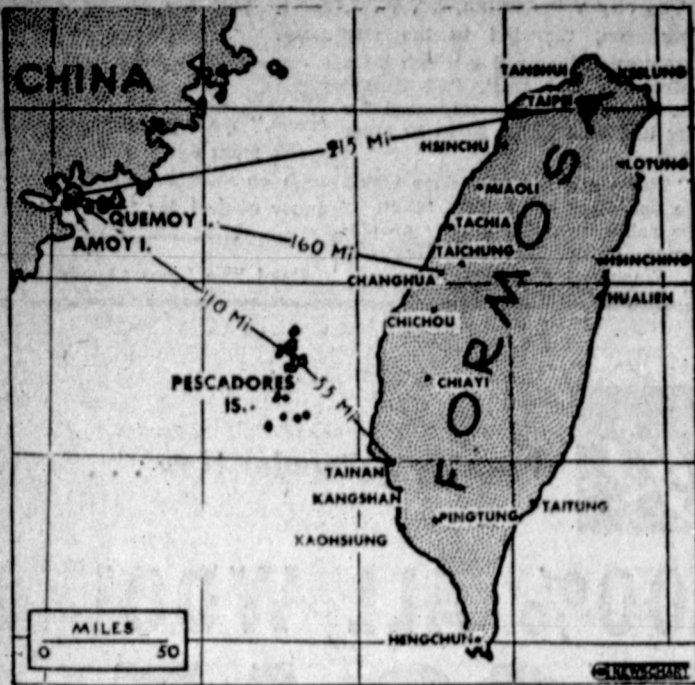 CHINA
TANSHUI
KEELUNG
TAIPEI
215 Mi
HSINCHU
LOTUNG
MIAOLI
QUEMOY I.
TACHIA
AMOY I.
160 Mi
TAICHUNG
CHANGHUA
HSINCHING
HUALIEN
110 Mi
CHICHOU
FORMOSA
PESCADORES
IS.
55 Mi
CHIAYI
TAINAN
KANGSHAN
PINGTUNG
TAITUNG
KAOHSIUNG
MILES
0 50
HENGCHUN
NEWSCHART